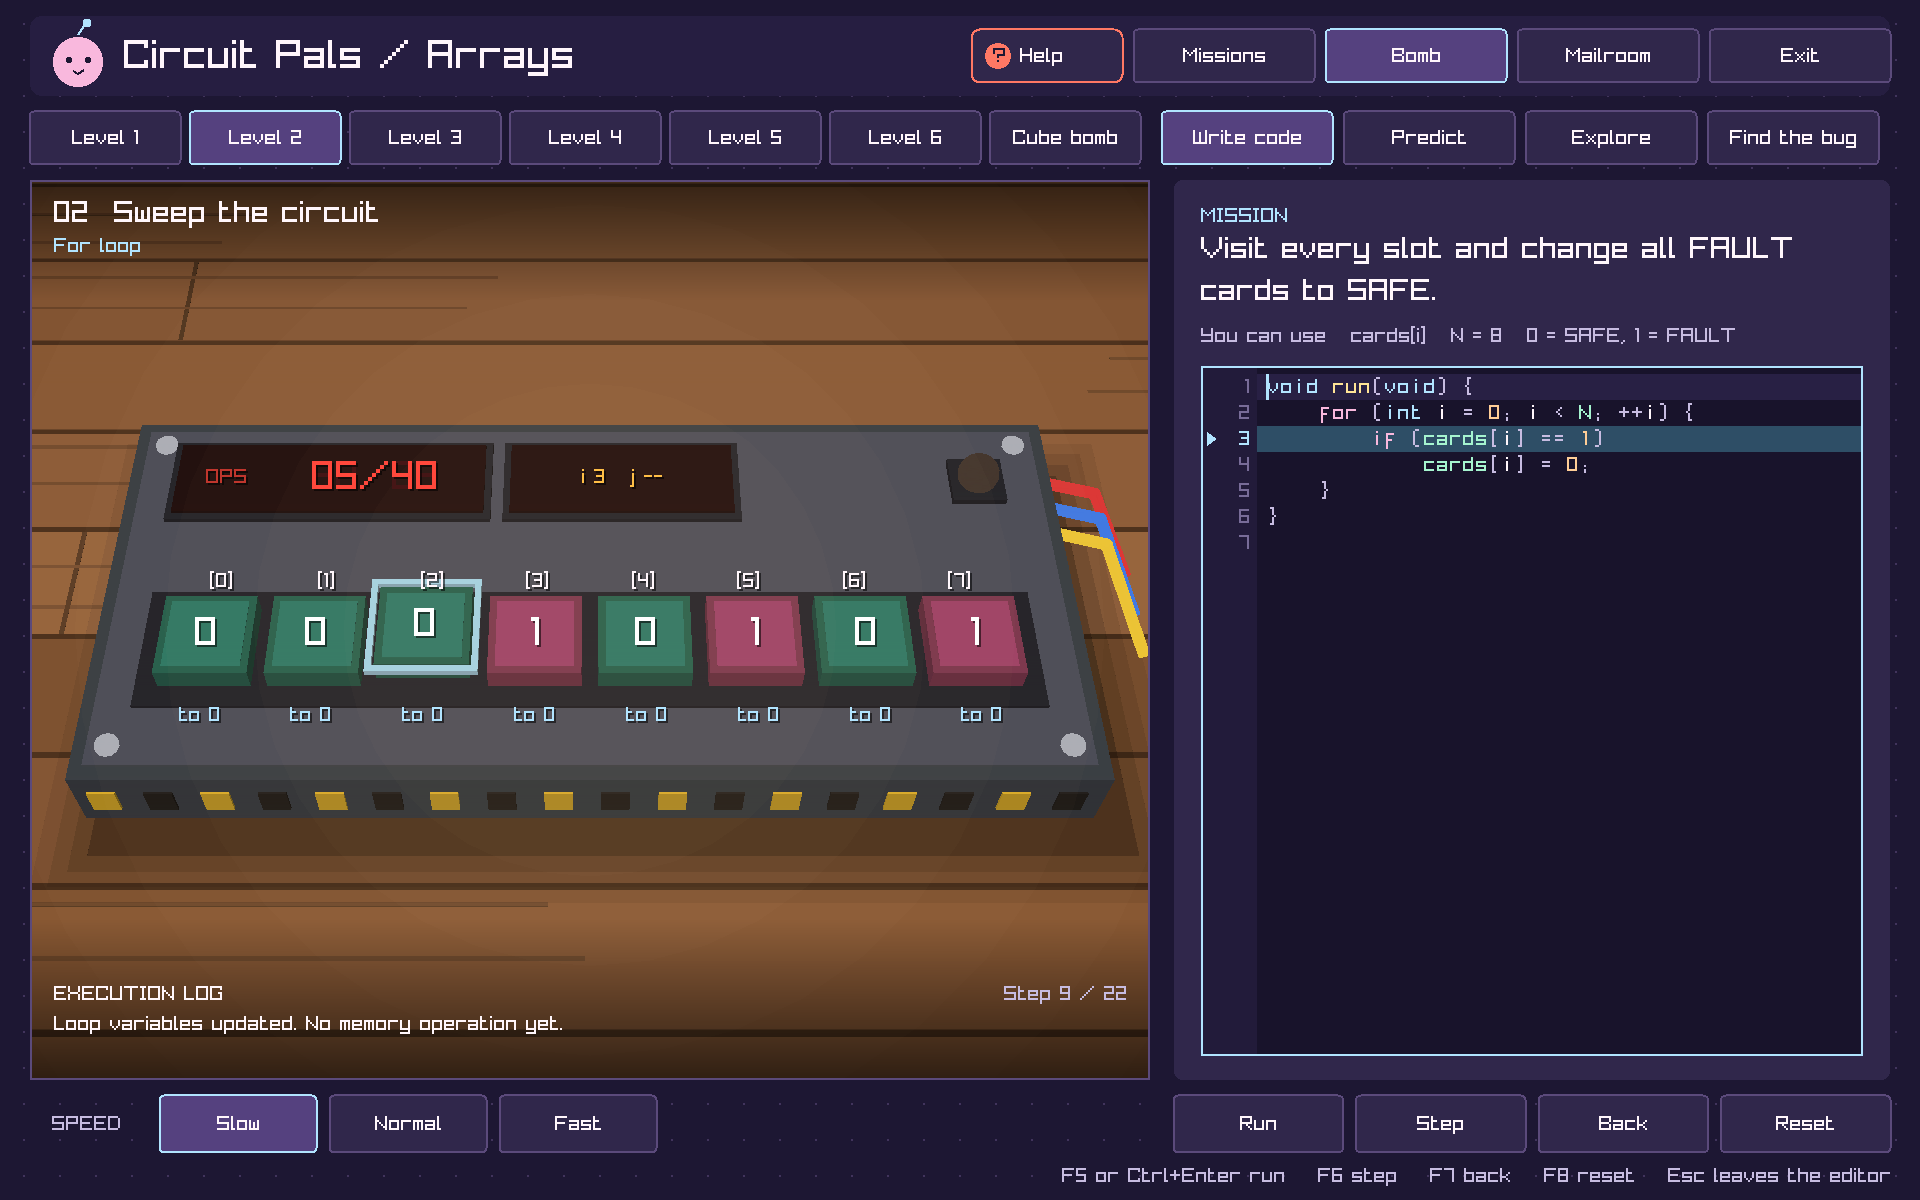 Circuit Pals / Arrays
? Help
Missions
Bomb
Mailroom
Exit
Level 1
Level 2
Level 3
Level 4
Level 5
Level 6
Cube bomb
Write code
Predict
Explore
Find the bug
02 Sweep the circuit
For loop
OPS 05/40
i 3 j --
[0] [1] [2] [3] [4] [5] [6] [7]
0 0 0 1 0 1 0 1
to 0 to 0 to 0 to 0 to 0 to 0 to 0 to 0
EXECUTION LOG
Step 9 / 22
Loop variables updated. No memory operation yet.
MISSION
Visit every slot and change all FAULT
cards to SAFE.
You can use cards[i] N = 8 0 = SAFE, 1 = FAULT
1 void run(void) {
2 for (int i = 0; i < N; ++i) {
3 if (cards[i] == 1)
4 cards[i] = 0;
5 }
6 }
7
SPEED
Slow
Normal
Fast
Run
Step
Back
Reset
F5 or Ctrl+Enter run F6 step F7 back F8 reset Esc leaves the editor